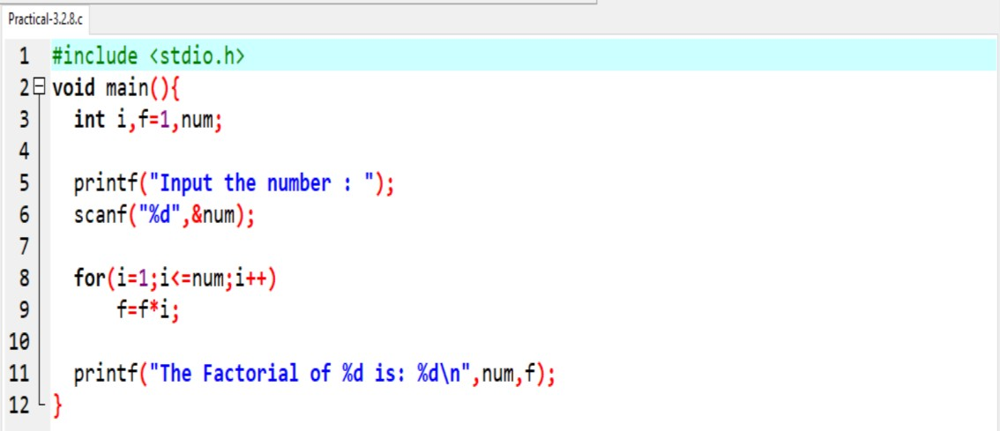 Practical-3.2.8.c
1 #include <stdio.h>
2 void main(){
3 int i,f=1,num;
4
5 printf("Input the number : ");
6 scanf("%d",&num);
7
8 for(i=1;i<=num;i++)
9 f=f*i;
10
11 printf("The Factorial of %d is: %d\n",num,f);
12 }